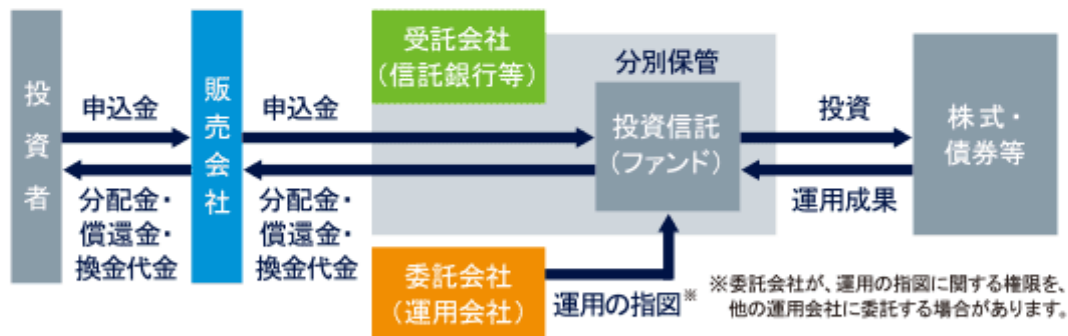 投資者
申込金
分配金・
償還金・
換金代金
販売会社
申込金
分配金・
償還金・
換金代金
受託会社
(信託銀行等)
分別保管
投資信託
(ファンド)
委託会社
(運用会社)
運用の指図※
投資
運用成果
株式・
債券等
※委託会社が、運用の指図に関する権限を、
他の運用会社に委託する場合があります。